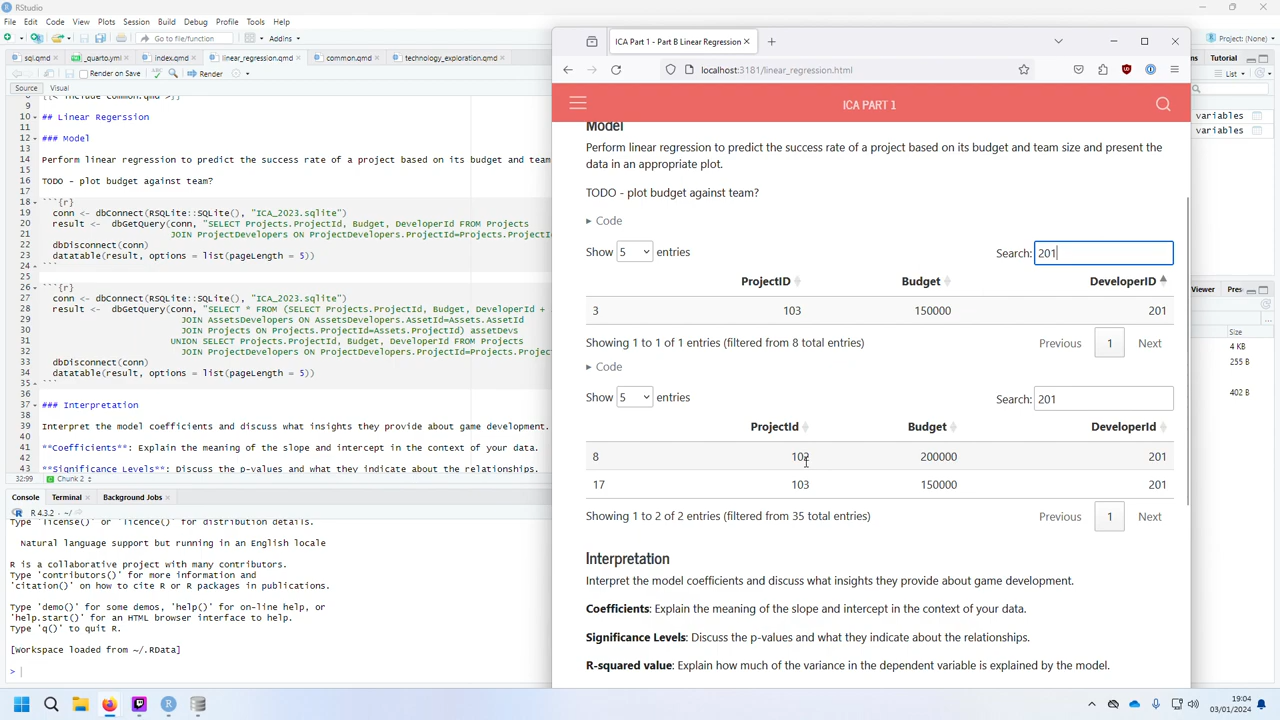 RStudio
File Edit Code View Plots Session Build Debug Profile Tools Help
Go to file/function Addins
Project: (None)
sql.qmd _quarto.yml index.qmd linear_regression.qmd common.qmd technology_exploration.qmd
Render on Save Render
Source Visual
9
10 ## Linear Regerssion
11
12 ### Model
13
14 Perform linear regression to predict the success rate of a project based on its budget and team
15
16 TODO - plot budget against team?
17
18 ```{r}
19 conn <- dbConnect(RSQLite::SQLite(), "ICA_2023.sqlite")
20 result <- dbGetQuery(conn, "SELECT Projects.ProjectId, Budget, DeveloperId FROM Projects
21 JOIN ProjectDevelopers ON ProjectDevelopers.ProjectId=Projects.ProjectI
22 dbDisconnect(conn)
23 datatable(result, options = list(pageLength = 5))
24 ```
25
26 ```{r}
27 conn <- dbConnect(RSQLite::SQLite(), "ICA_2023.sqlite")
28 result <- dbGetQuery(conn, "SELECT * FROM (SELECT Projects.ProjectId, Budget, DeveloperId +
29 JOIN AssetsDevelopers ON AssetsDevelopers.AssetId=Assets.AssetId
30 JOIN Projects ON Projects.ProjectId=Assets.ProjectId) assetDevs
31 UNION SELECT Projects.ProjectId, Budget, DeveloperId FROM Projects
32 JOIN ProjectDevelopers ON ProjectDevelopers.ProjectId=Projects.Project
33 dbDisconnect(conn)
34 datatable(result, options = list(pageLength = 5))
35 ```
36
37 ### Interpretation
38
39 Interpret the model coefficients and discuss what insights they provide about game development.
40
41 **Coefficients**: Explain the meaning of the slope and intercept in the context of your data.
42
43 **Significance Levels**: Discuss the p-values and what they indicate about the relationships.
32:99 Chunk 2
Console Terminal Background Jobs
R 4.3.2 · ~/
Type 'license()' or 'licence()' for distribution details.
Natural language support but running in an English locale
R is a collaborative project with many contributors.
Type 'contributors()' for more information and
'citation()' on how to cite R or R packages in publications.
Type 'demo()' for some demos, 'help()' for on-line help, or
'help.start()' for an HTML browser interface to help.
Type 'q()' to quit R.
[Workspace loaded from ~/.RData]
>
ICA Part 1 - Part B Linear Regression
localhost:3181/linear_regression.html
ICA PART 1
Model
Perform linear regression to predict the success rate of a project based on its budget and team size and present the
data in an appropriate plot.
TODO - plot budget against team?
Code
Show 5 entries Search: 201
ProjectID Budget DeveloperID
3 103 150000 201
Showing 1 to 1 of 1 entries (filtered from 8 total entries) Previous 1 Next
Code
Show 5 entries Search: 201
ProjectId Budget DeveloperId
8 102 200000 201
17 103 150000 201
Showing 1 to 2 of 2 entries (filtered from 35 total entries) Previous 1 Next
Interpretation
Interpret the model coefficients and discuss what insights they provide about game development.
Coefficients: Explain the meaning of the slope and intercept in the context of your data.
Significance Levels: Discuss the p-values and what they indicate about the relationships.
R-squared value: Explain how much of the variance in the dependent variable is explained by the model.
ns Tutorial
List
variables
variables
Viewer Pres
Size
4 KB
255 B
402 B
19:04
03/01/2024